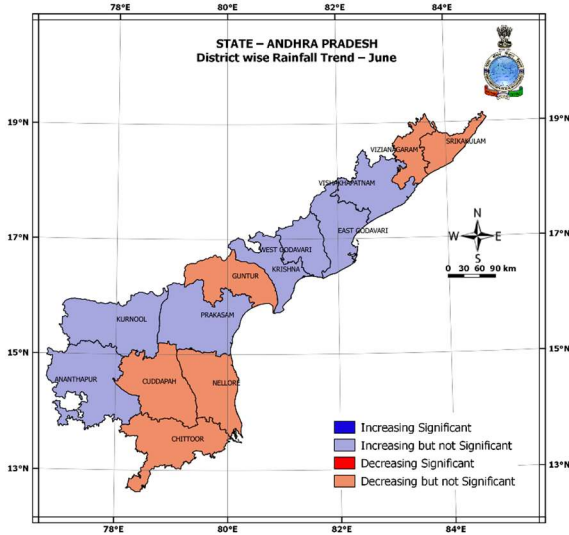 STATE – ANDHRA PRADESH
District wise Rainfall Trend – June
78°E
80°E
82°E
84°E
19°N
19°N
17°N
17°N
15°N
15°N
13°N
13°N
SRIKAKULAM
VIZIANAGARAM
VISHAKHAPATNAM
EAST GODAVARI
WEST GODAVARI
KRISHNA
GUNTUR
PRAKASAM
KURNOOL
ANANTHAPUR
CUDDAPAH
NELLORE
CHITTOOR
N
W E
S
0 30 60 90 km
Increasing Significant
Increasing but not Significant
Decreasing Significant
Decreasing but not Significant
78°E
80°E
82°E
84°E